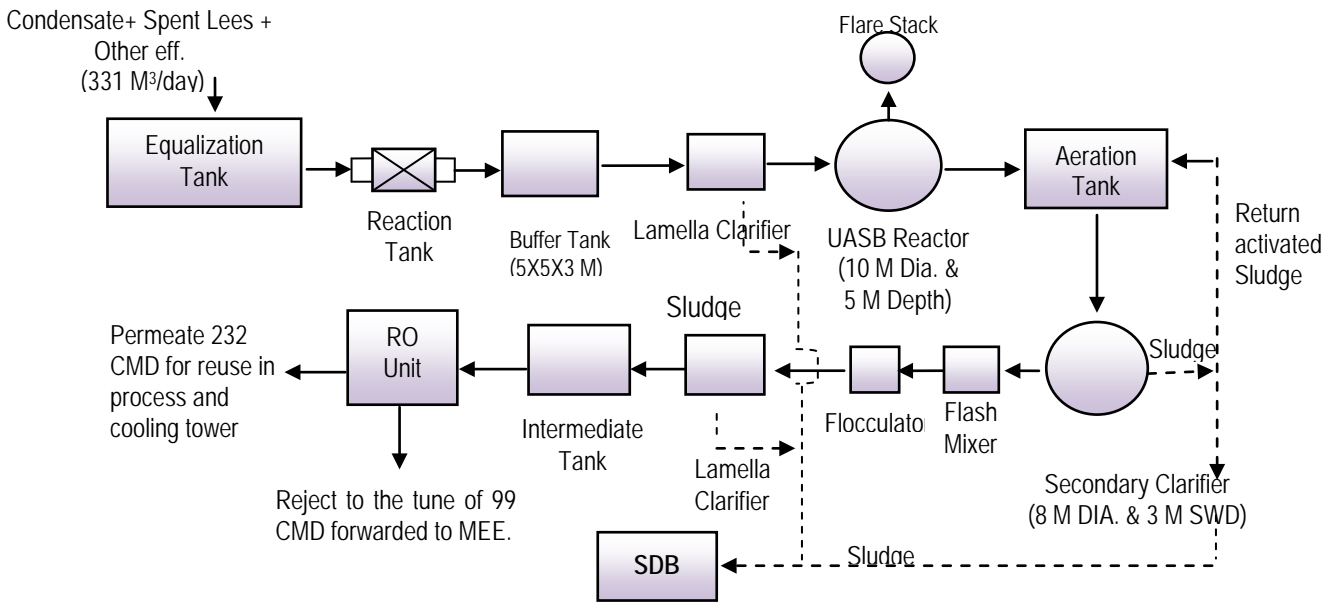 Condensate+ Spent Lees +
Other eff.
(331 M³/day)
Flare Stack
Equalization
Tank
Reaction
Tank
Buffer Tank
(5X5X3 M)
Lamella Clarifier
UASB Reactor
(10 M Dia. &
5 M Depth)
Aeration
Tank
Return
activated
Sludge
Permeate 232
CMD for reuse in
process and
cooling tower
RO
Unit
Intermediate
Tank
Sludge
Lamella
Clarifier
Flocculator
Flash
Mixer
Sludge
Secondary Clarifier
(8 M DIA. & 3 M SWD)
Reject to the tune of 99
CMD forwarded to MEE.
SDB
Sludge